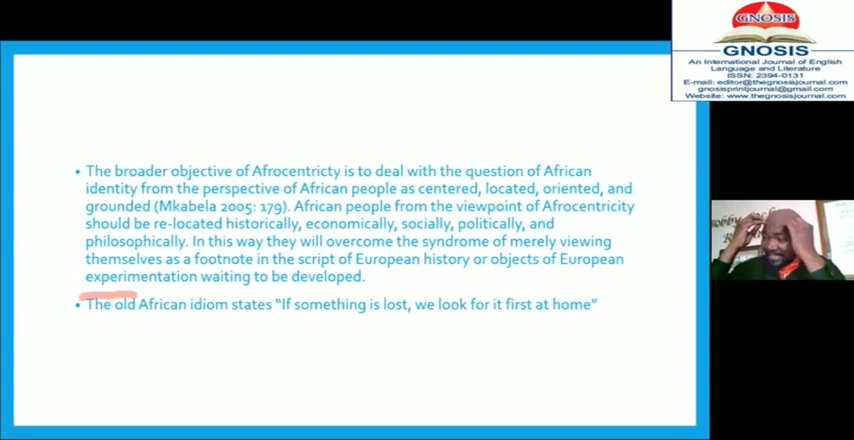 GNOSIS
GNOSIS
An International Journal of English
Language and Literature
ISSN: 2394-0131
E-mail: editor@thegnosisjournal.com
gnosisprintjournal@gmail.com
Website: www.thegnosisjournal.com
• The broader objective of Afrocentricty is to deal with the question of African
identity from the perspective of African people as centered, located, oriented, and
grounded (Mkabela 2005: 179). African people from the viewpoint of Afrocentricity
should be re-located historically, economically, socially, politically, and
philosophically. In this way they will overcome the syndrome of merely viewing
themselves as a footnote in the script of European history or objects of European
experimentation waiting to be developed.
• The old African idiom states “If something is lost, we look for it first at home”